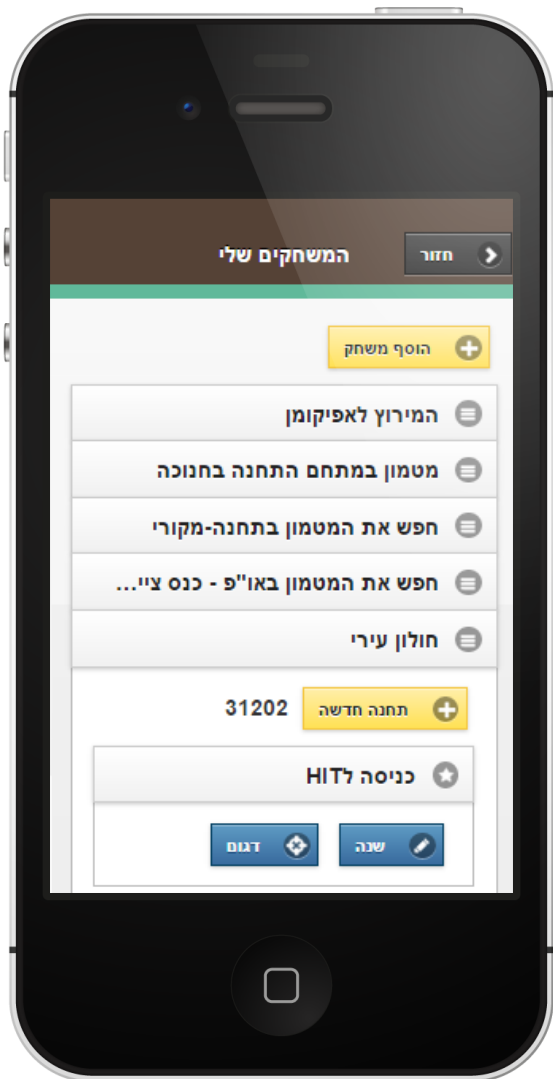 חזור
המשחקים שלי
הוסף משחק
המירוץ לאפיקומן
מטמון במתחם התחנה בחנוכה
חפש את המטמון בתחנה-מקורי
חפש את המטמון באו"פ - כנס ציי...
חולון עירי
תחנה חדשה 31202
כניסה לHIT
שנה דגום